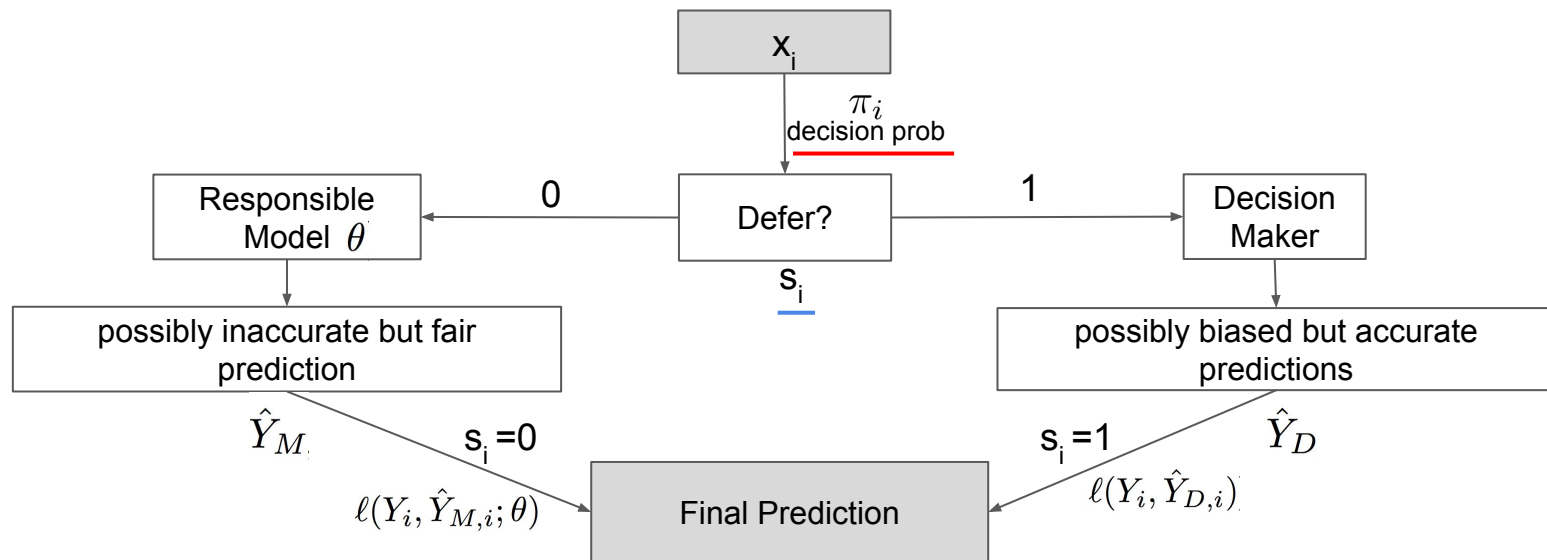 x_i
π_i
decision prob
0
1
Responsible
Model θ
Defer?
Decision
Maker
s_i
possibly inaccurate but fair
prediction
possibly biased but accurate
predictions
Ŷ_M,
s_i =0
s_i =1
Ŷ_D
ℓ(Y_i, Ŷ_{M,i}; θ)
Final Prediction
ℓ(Y_i, Ŷ_{D,i})